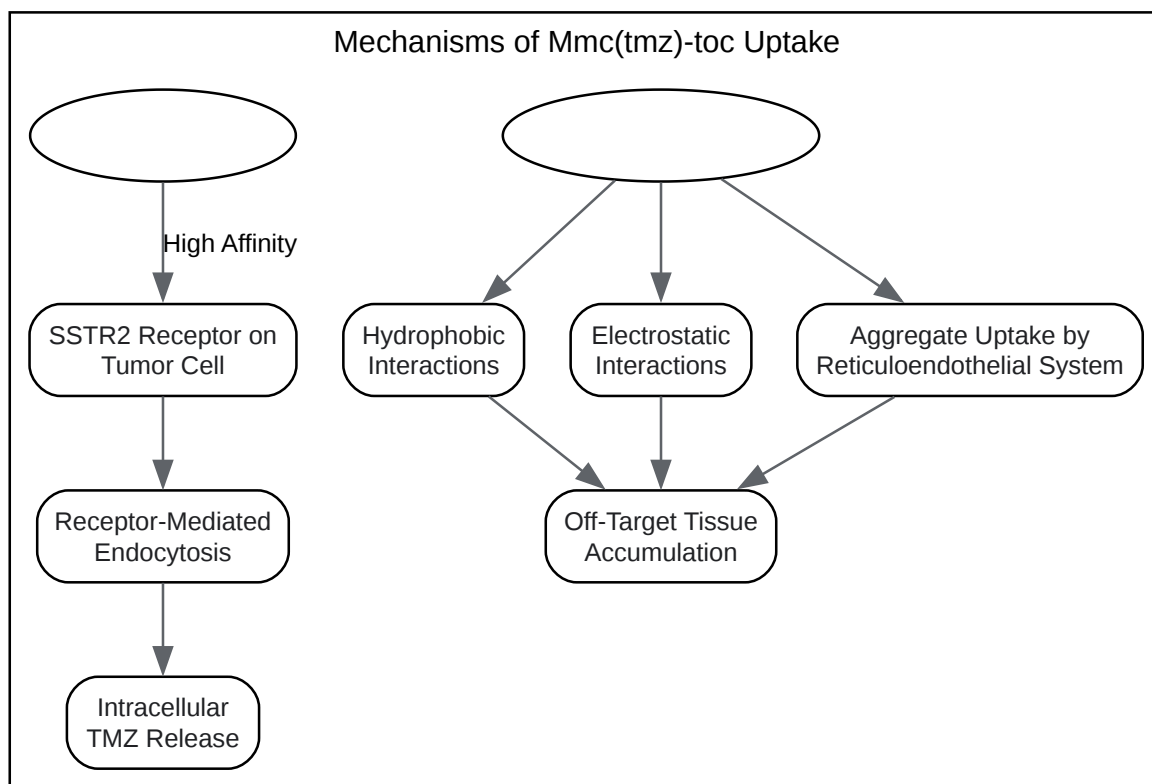 Mechanisms of Mmc(tmz)-toc Uptake
High Affinity
SSTR2 Receptor on
Tumor Cell
Hydrophobic
Interactions
Electrostatic
Interactions
Aggregate Uptake by
Reticuloendothelial System
Receptor-Mediated
Endocytosis
Off-Target Tissue
Accumulation
Intracellular
TMZ Release